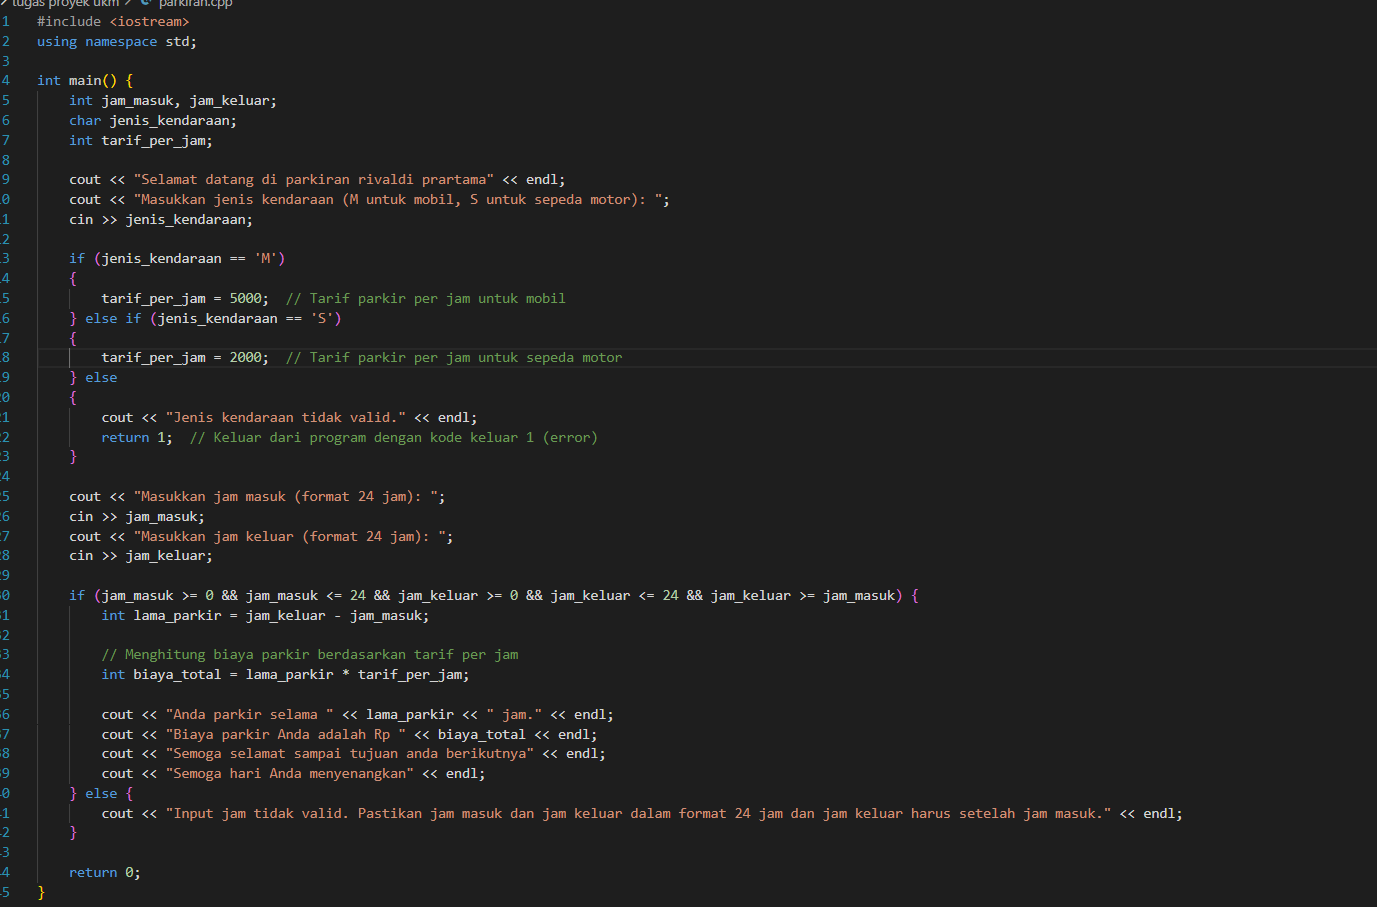 tugas proyek ukm > parkiran.cpp
1 #include <iostream>
2 using namespace std;
3
4 int main() {
5 int jam_masuk, jam_keluar;
6 char jenis_kendaraan;
7 int tarif_per_jam;
8
9 cout << "Selamat datang di parkiran rivaldi prartama" << endl;
0 cout << "Masukkan jenis kendaraan (M untuk mobil, S untuk sepeda motor): ";
1 cin >> jenis_kendaraan;
2
3 if (jenis_kendaraan == 'M')
4 {
5 tarif_per_jam = 5000; // Tarif parkir per jam untuk mobil
6 } else if (jenis_kendaraan == 'S')
7 {
8 tarif_per_jam = 2000; // Tarif parkir per jam untuk sepeda motor
9 } else
0 {
1 cout << "Jenis kendaraan tidak valid." << endl;
2 return 1; // Keluar dari program dengan kode keluar 1 (error)
3 }
4
5 cout << "Masukkan jam masuk (format 24 jam): ";
6 cin >> jam_masuk;
7 cout << "Masukkan jam keluar (format 24 jam): ";
8 cin >> jam_keluar;
9
0 if (jam_masuk >= 0 && jam_masuk <= 24 && jam_keluar >= 0 && jam_keluar <= 24 && jam_keluar >= jam_masuk) {
1 int lama_parkir = jam_keluar - jam_masuk;
2
3 // Menghitung biaya parkir berdasarkan tarif per jam
4 int biaya_total = lama_parkir * tarif_per_jam;
5
6 cout << "Anda parkir selama " << lama_parkir << " jam." << endl;
7 cout << "Biaya parkir Anda adalah Rp " << biaya_total << endl;
8 cout << "Semoga selamat sampai tujuan anda berikutnya" << endl;
9 cout << "Semoga hari Anda menyenangkan" << endl;
0 } else {
1 cout << "Input jam tidak valid. Pastikan jam masuk dan jam keluar dalam format 24 jam dan jam keluar harus setelah jam masuk." << endl;
2 }
3
4 return 0;
5 }